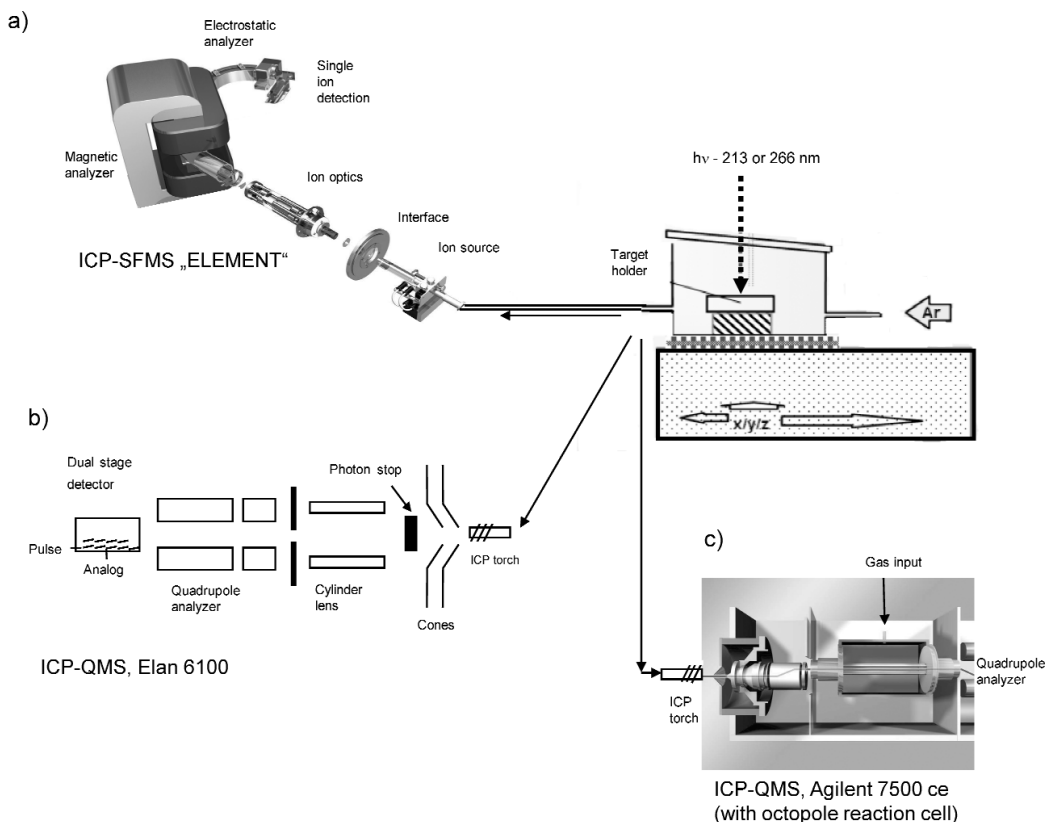 a)
Electrostatic
analyzer
Single
ion
detection
Magnetic
analyzer
Ion optics
Interface
Ion source
ICP-SFMS „ELEMENT“
hν - 213 or 266 nm
Target
holder
Ar
x/y/z
b)
Dual stage
detector
Photon stop
Pulse
Analog
Quadrupole
analyzer
Cylinder
lens
ICP torch
Cones
ICP-QMS, Elan 6100
c)
Gas input
Quadrupole
analyzer
ICP
torch
ICP-QMS, Agilent 7500 ce
(with octopole reaction cell)